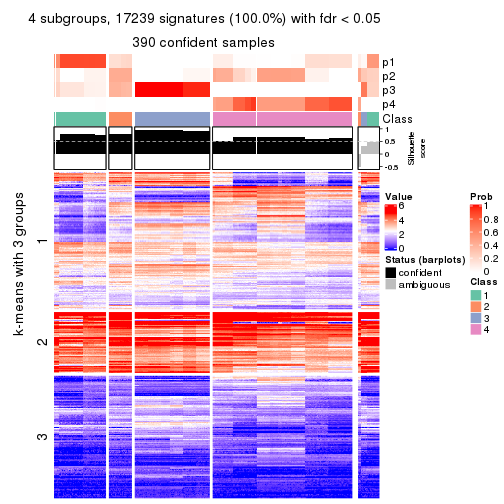 4 subgroups, 17239 signatures (100.0%) with fdr < 0.05
390 confident samples
p1
p2
p3
p4
Class
1
0.5
0
-0.5
Silhouette
score
k-means with 3 groups
1
2
3
Value
6
4
2
0
Status (barplots)
confident
ambiguous
Prob
1
0.8
0.6
0.4
0.2
0
Class
1
2
3
4